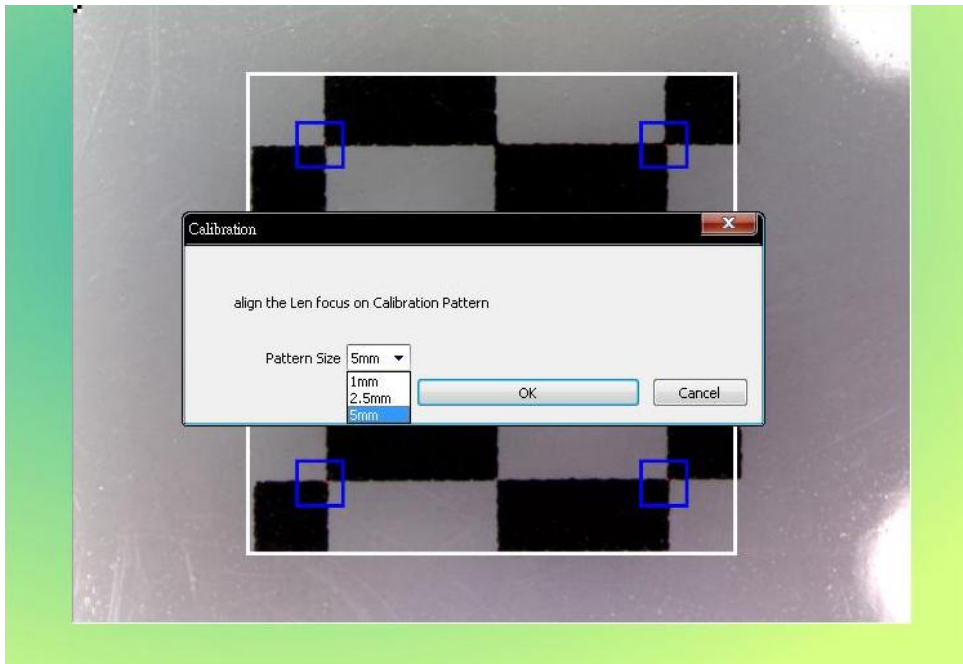 Calibration
align the Len focus on Calibration Pattern
Pattern Size 5mm
1mm
2.5mm
5mm
OK
Cancel